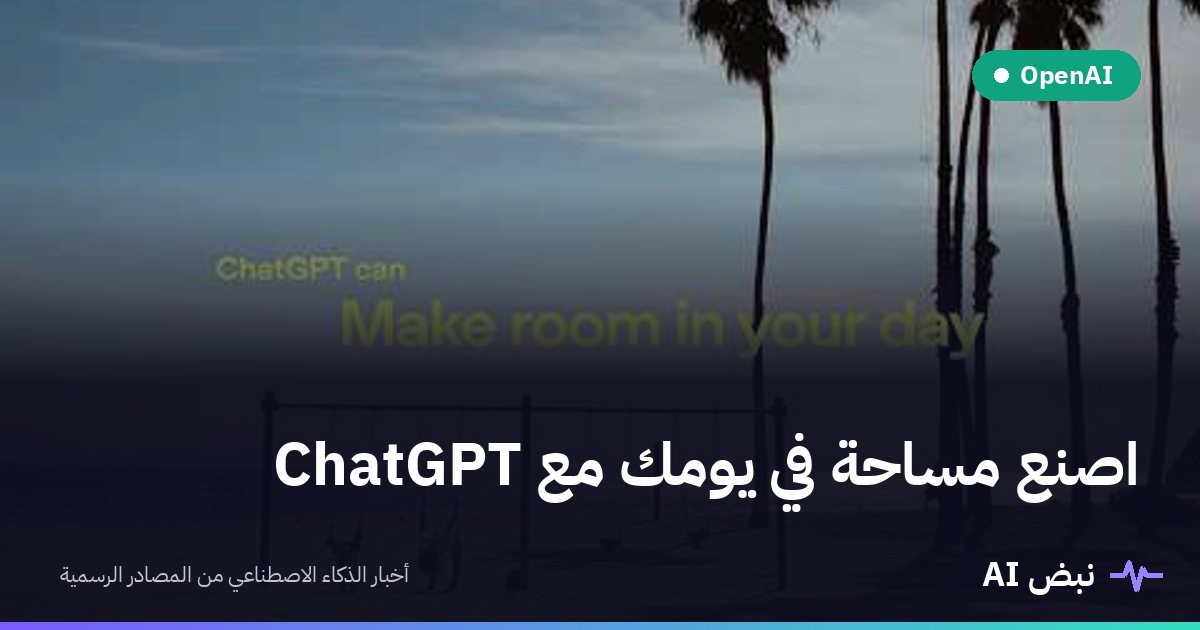 OpenAI
ChatGPT can
Make room in your day
اصنع مساحة في يومك مع ChatGPT
نبض AI
أخبار الذكاء الاصطناعي من المصادر الرسمية